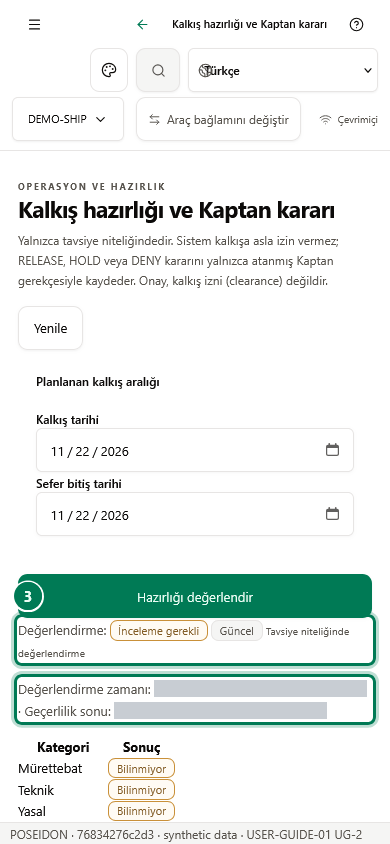 Kalkış hazırlığı ve Kaptan kararı
Türkçe
DEMO-SHIP
Araç bağlamını değiştir
Çevrimiçi
OPERASYON VE HAZIRLIK
Kalkış hazırlığı ve Kaptan kararı
Yalnızca tavsiye niteliğindedir. Sistem kalkışa asla izin vermez;
RELEASE, HOLD veya DENY kararını yalnızca atanmış Kaptan
gerekçesiyle kaydeder. Onay, kalkış izni (clearance) değildir.
Yenile
Planlanan kalkış aralığı
Kalkış tarihi
11 / 22 / 2026
Sefer bitiş tarihi
11 / 22 / 2026
3
Hazırlığı değerlendir
Değerlendirme: İnceleme gerekli Güncel Tavsiye niteliğinde
değerlendirme
Değerlendirme zamanı:
· Geçerlilik sonu:
Kategori Sonuç
Mürettebat Bilinmiyor
Teknik Bilinmiyor
Yasal Bilinmiyor
POSEIDON · 76834276c2d3 · synthetic data · USER-GUIDE-01 UG-2